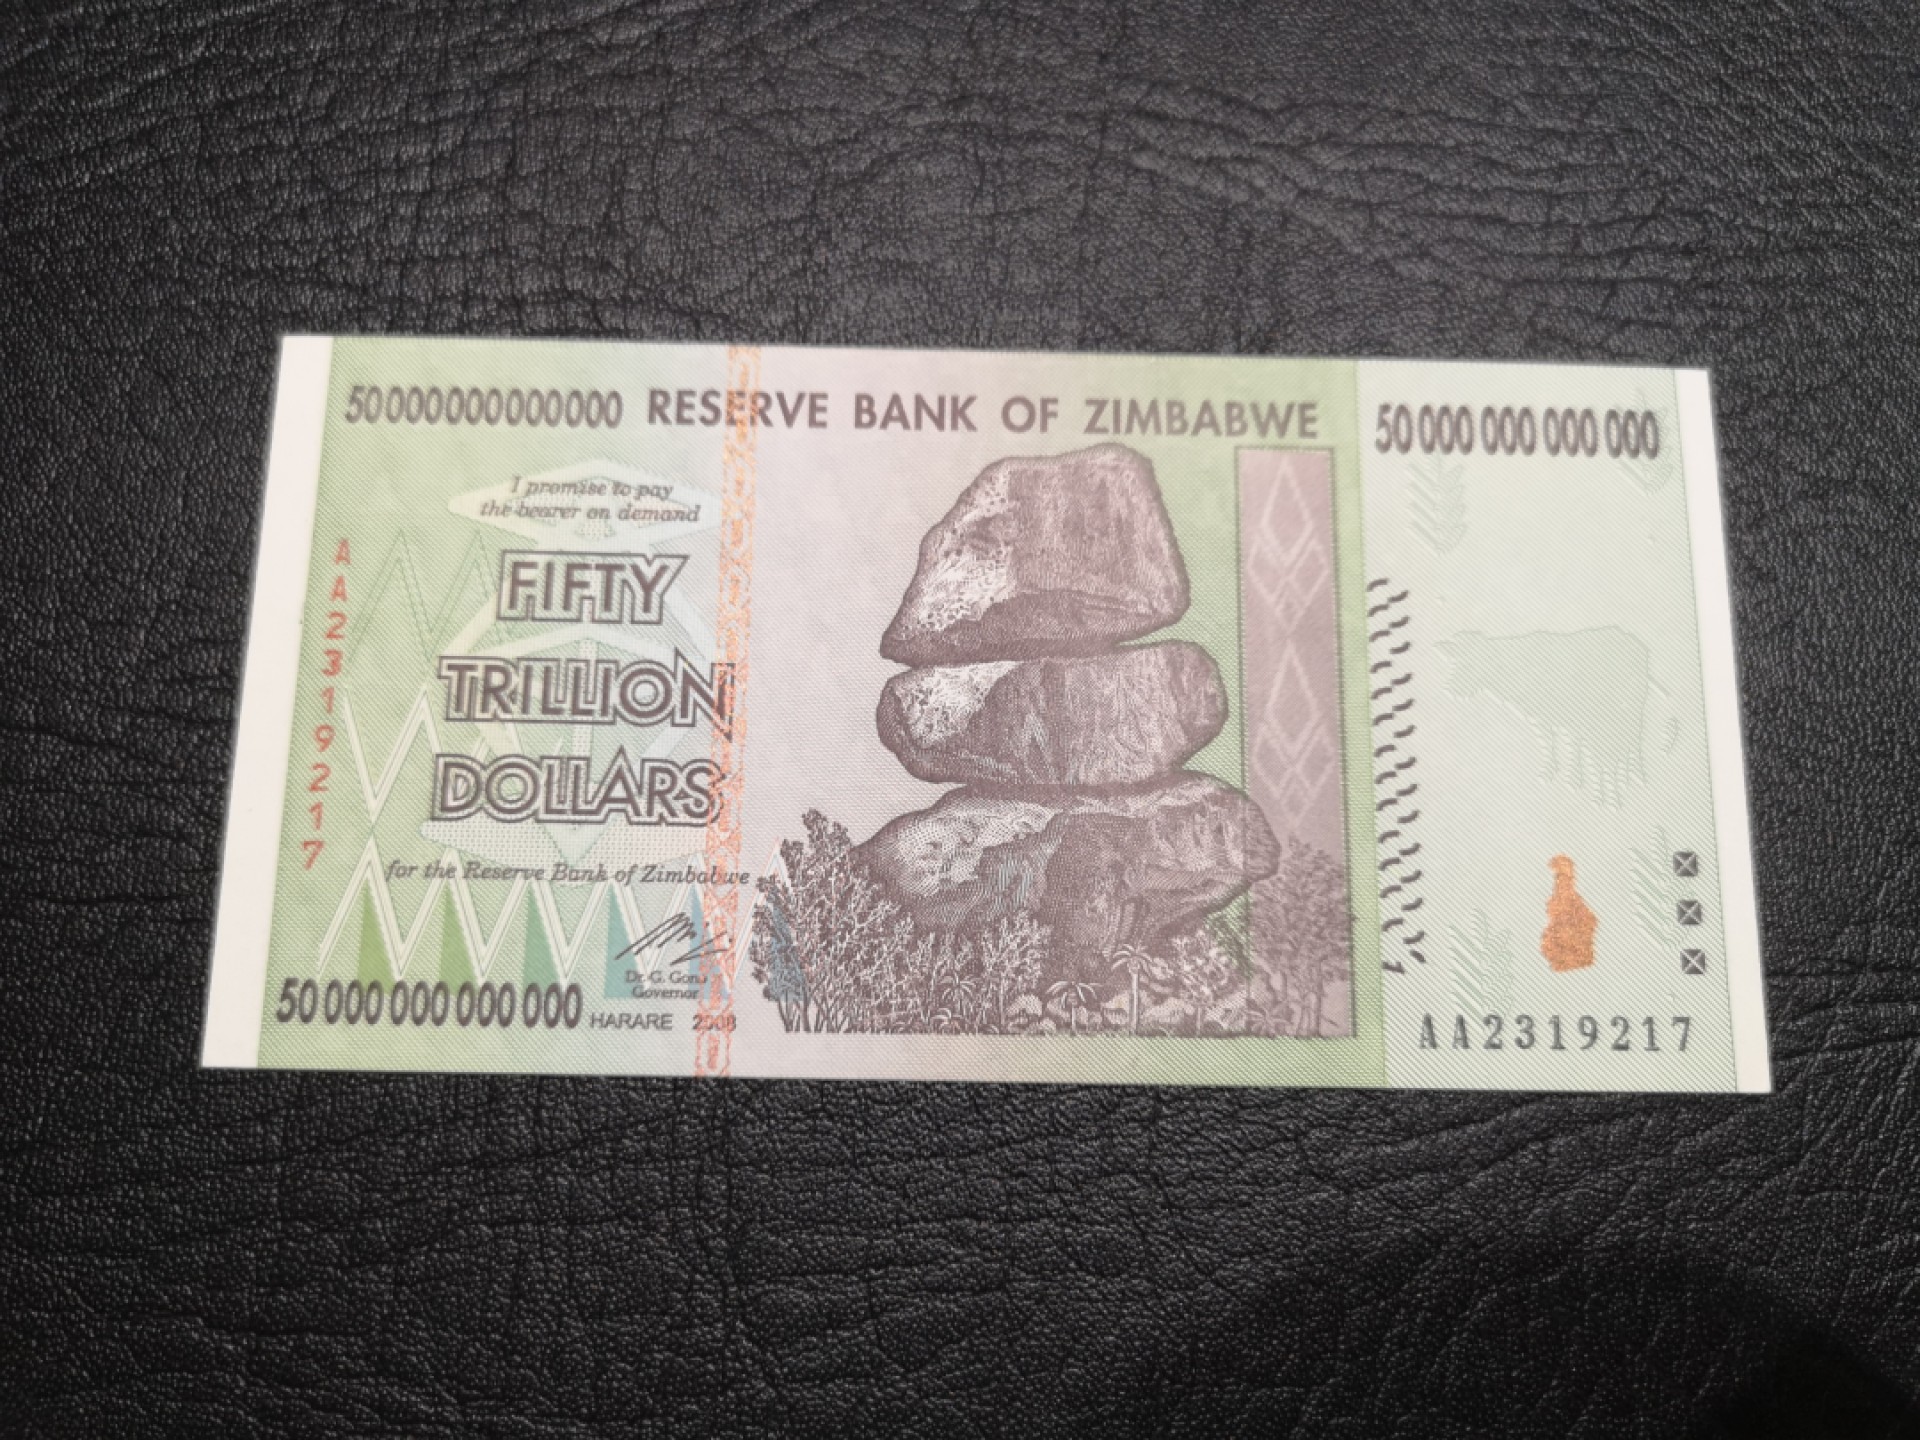 50000000000000 RESERVE BANK OF ZIMBABWE 50 000 000 000 000
I promise to pay
the bearer on demand
FIFTY
TRILLION
DOLLARS
for the Reserve Bank of Zimbabwe
Dr. G. Gono
Governor
50 000 000 000 000 HARARE 2008
AA2319217
AA2319217